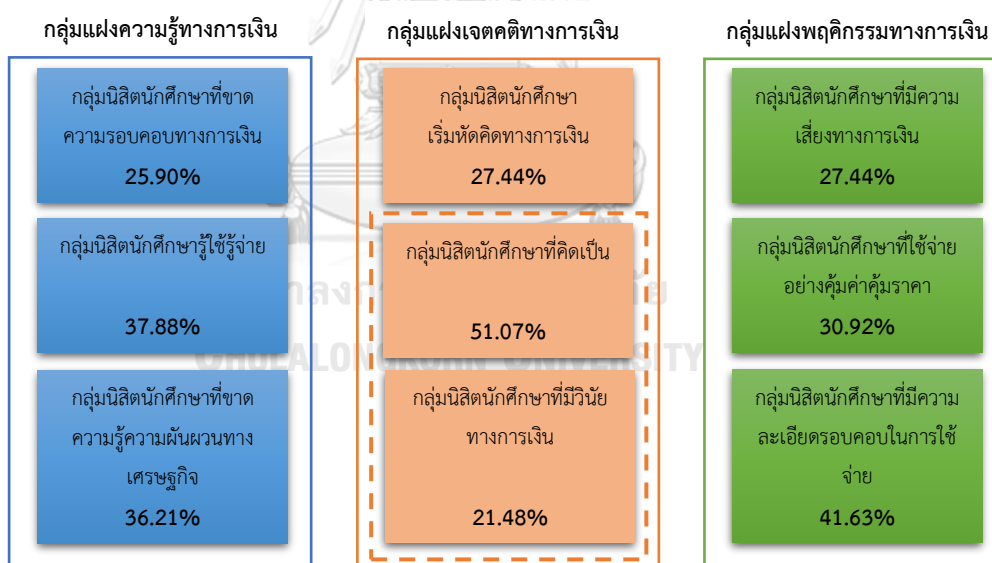 กลุ่มแฝงความรู้ทางการเงิน
กลุ่มนิสิตนักศึกษาที่ขาด
ความรอบคอบทางการเงิน
25.90%
กลุ่มนิสิตนักศึกษารู้ใช้รู้จ่าย
37.88%
กลุ่มนิสิตนักศึกษาที่ขาด
ความรู้ความผันผวนทาง
เศรษฐกิจ
36.21%
กลุ่มแฝงเจตคติทางการเงิน
กลุ่มนิสิตนักศึกษา
เริ่มหัดคิดทางการเงิน
27.44%
กลุ่มนิสิตนักศึกษาที่คิดเป็น
51.07%
กลุ่มนิสิตนักศึกษาที่มีวินัย
ทางการเงิน
21.48%
กลุ่มแฝงพฤติกรรมทางการเงิน
กลุ่มนิสิตนักศึกษาที่มีความ
เสี่ยงทางการเงิน
27.44%
กลุ่มนิสิตนักศึกษาที่ใช้จ่าย
อย่างคุ้มค่าคุ้มราคา
30.92%
กลุ่มนิสิตนักศึกษาที่มีความ
ละเอียดรอบคอบในการใช้
จ่าย
41.63%